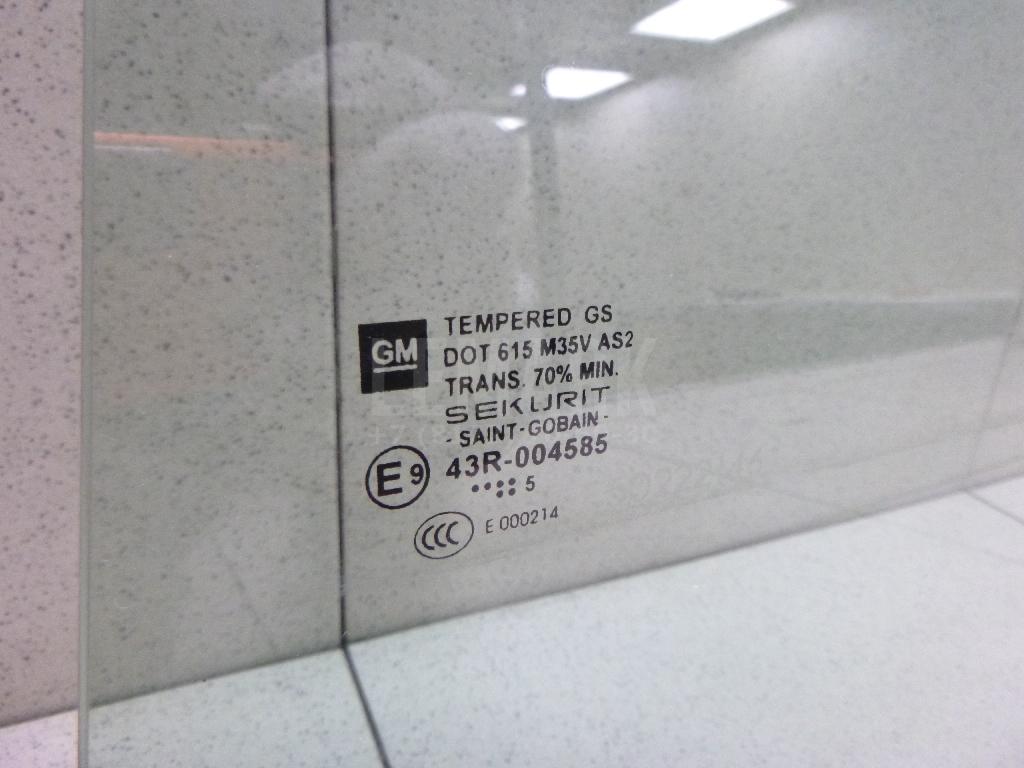 GM
TEMPERED GS
DOT 615 M35V AS2
TRANS. 70% MIN.
SEKURIT
- SAINT-GOBAIN -
E9
43R-004585
••:: 5
CCC
E 000214